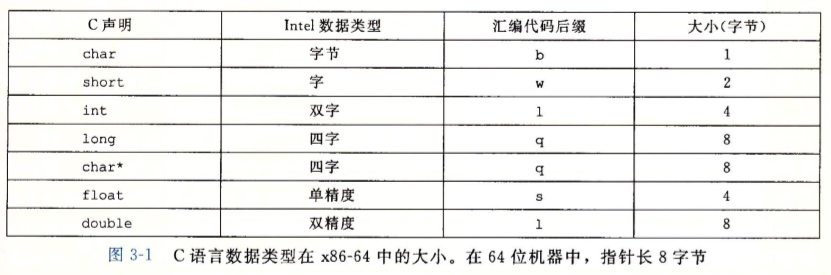 C 声明 Intel 数据类型 汇编代码后缀 大小(字节)
char 字节 b 1
short 字 w 2
int 双字 l 4
long 四字 q 8
char* 四字 q 8
float 单精度 s 4
double 双精度 l 8
图 3-1 C 语言数据类型在 x86-64 中的大小。在 64 位机器中，指针长 8 字节